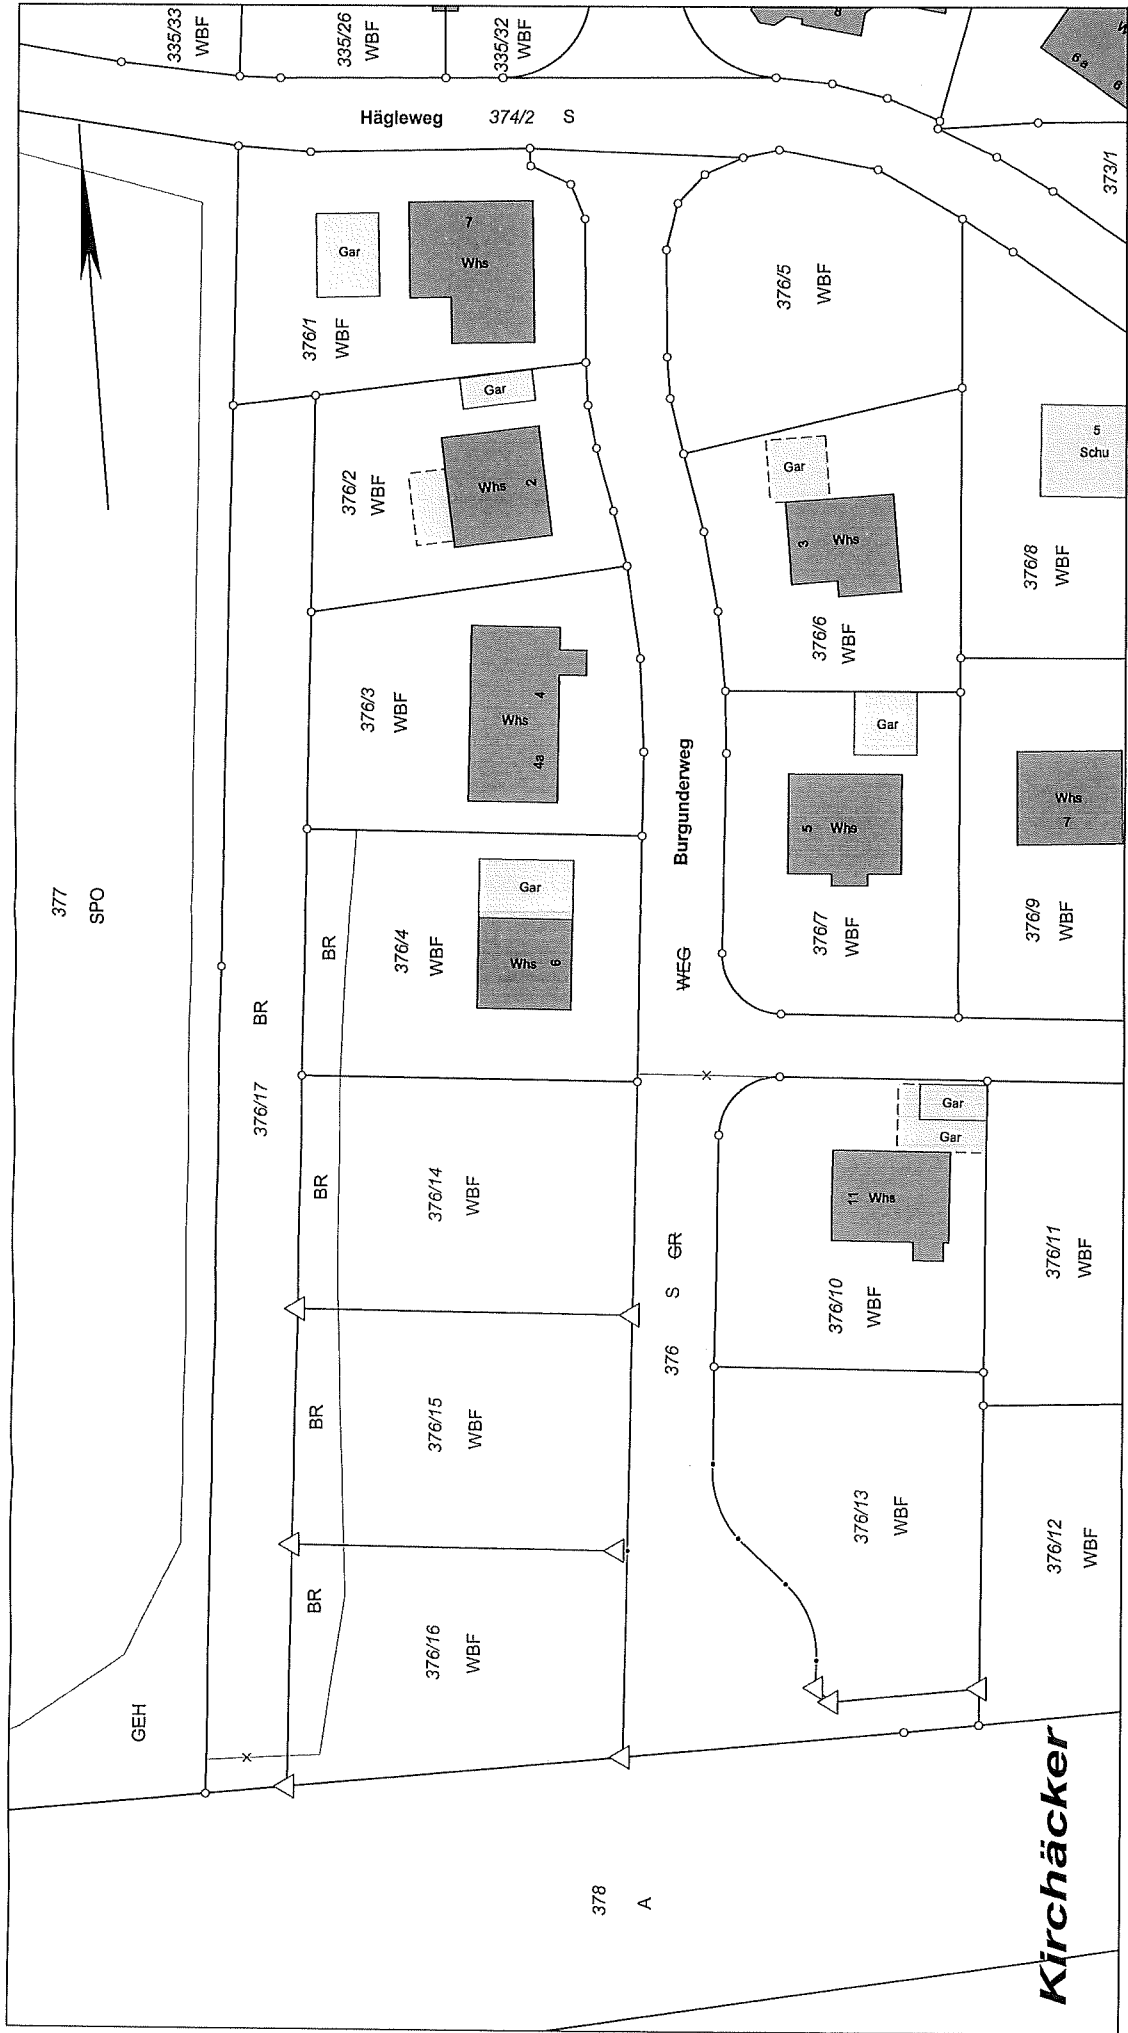 335/33
WBF
335/26
WBF
335/32
WBF
R
M
9 a
9
Hägleweg 374/2 S
373/1
Gar
7
Whs
376/1
WBF
376/5
WBF
Gar
376/2
WBF
Whs 2
Gar
3 Whs
5
Schu
376/8
WBF
376/6
WBF
376/3
WBF
Whs 4
4a
Gar
Burgunderweg
5 Whs
Whs
7
377
SPO
Gar
Whs 6
376/4
WBF
BR
376/7
WBF
376/9
WBF
WEG
BR
376/17
Gar
Gar
11 Whs
BR
376/14
WBF
376 S GR
376/10
WBF
376/11
WBF
BR
376/15
WBF
376/13
WBF
376/12
WBF
BR
376/16
WBF
GEH
378
A
Kirchäcker